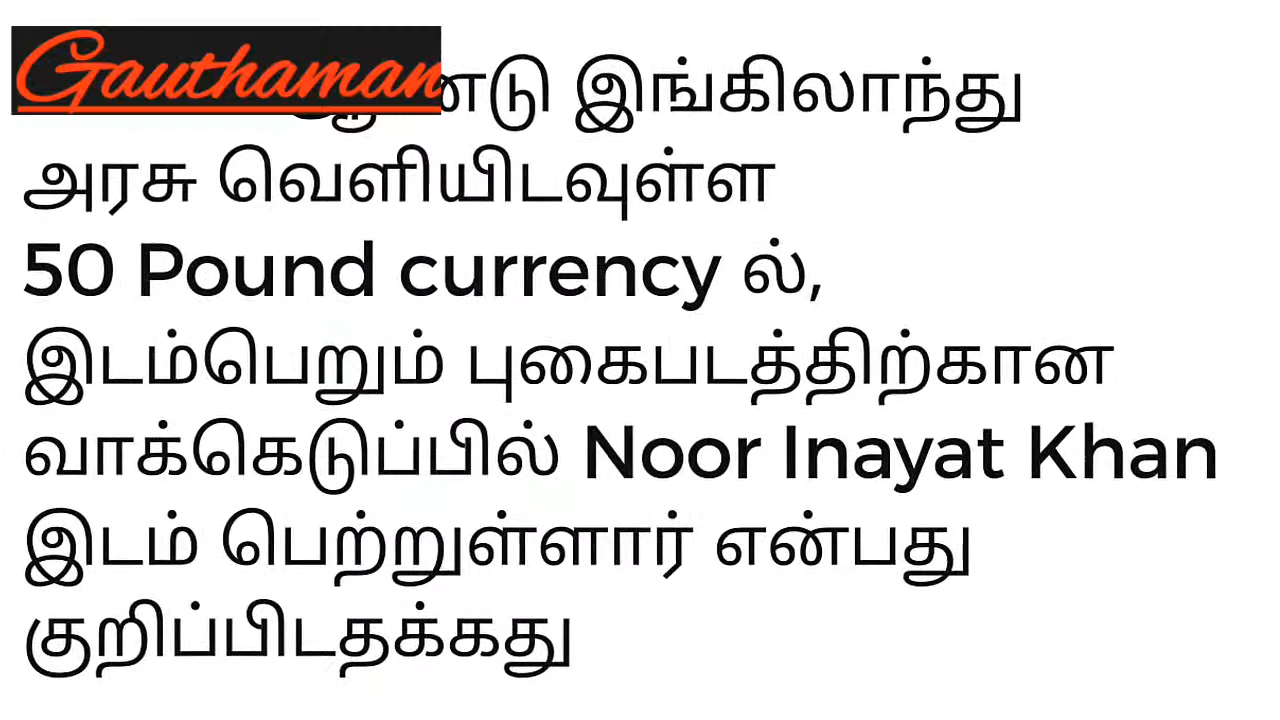 Gauthaman
இங்கிலாந்து
அரசு வெளியிடவுள்ள
50 Pound currency ல்,
இடம்பெறும் புகைபடத்திற்கான
வாக்கெடுப்பில் Noor Inayat Khan
இடம் பெற்றுள்ளார் என்பது
குறிப்பிடதக்கது